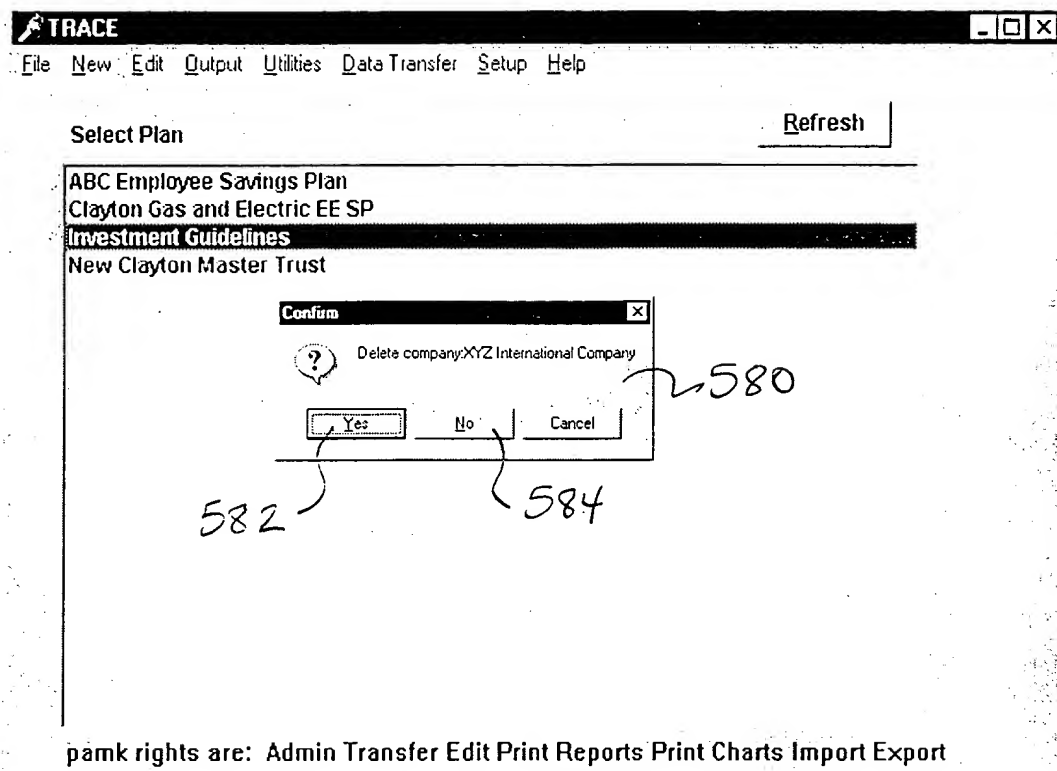 TRACE
File New Edit Output Utilities Data Transfer Setup Help
Select Plan
Refresh
ABC Employee Savings Plan
Clayton Gas and Electric EE SP
Investment Guidelines
New Clayton Master Trust
Confirm
Delete company:XYZ International Company
580
Yes No Cancel
582 584
pamk rights are: Admin Transfer Edit Print Reports Print Charts Import Export